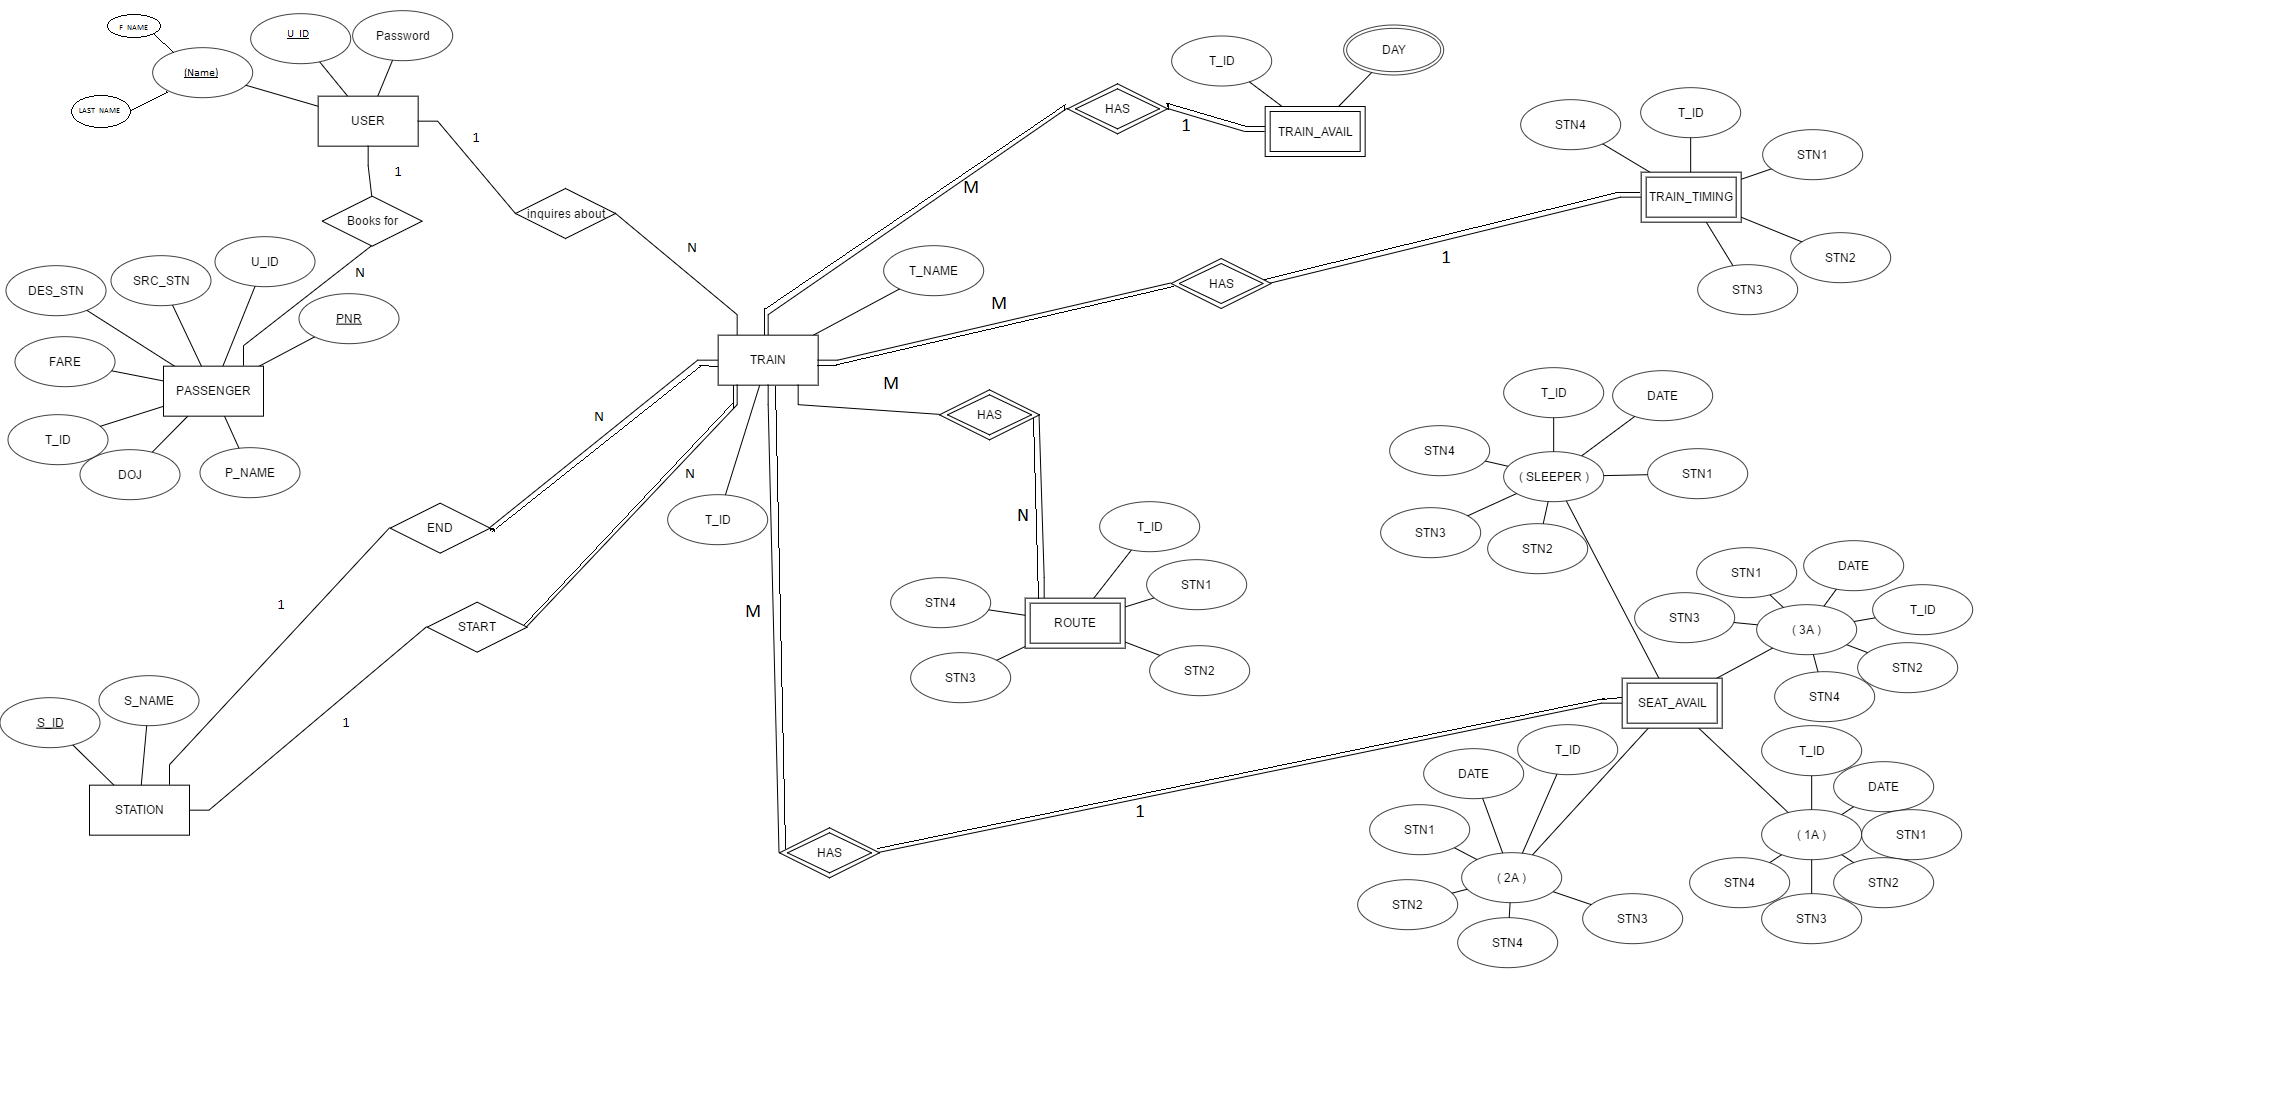 F_NAME
(Name)
LAST_NAME
U_ID
Password
USER
1
1
Books for
inquires about
N
N
DES_STN
SRC_STN
U_ID
PNR
FARE
PASSENGER
T_ID
DOJ
P_NAME
T_ID
DAY
HAS
1
TRAIN_AVAIL
M
STN4
T_ID
STN1
TRAIN_TIMING
STN2
STN3
1
HAS
M
T_NAME
TRAIN
T_ID
M
HAS
N
T_ID
STN1
STN4
ROUTE
STN3
STN2
N
END
N
START
1
1
S_ID
S_NAME
STATION
M
HAS
1
T_ID
DATE
STN4
( SLEEPER )
STN1
STN3
STN2
STN1
DATE
STN3
( 3A )
T_ID
STN2
STN4
SEAT_AVAIL
DATE
T_ID
STN1
( 2A )
STN2
STN4
STN3
T_ID
DATE
( 1A )
STN1
STN4
STN2
STN3